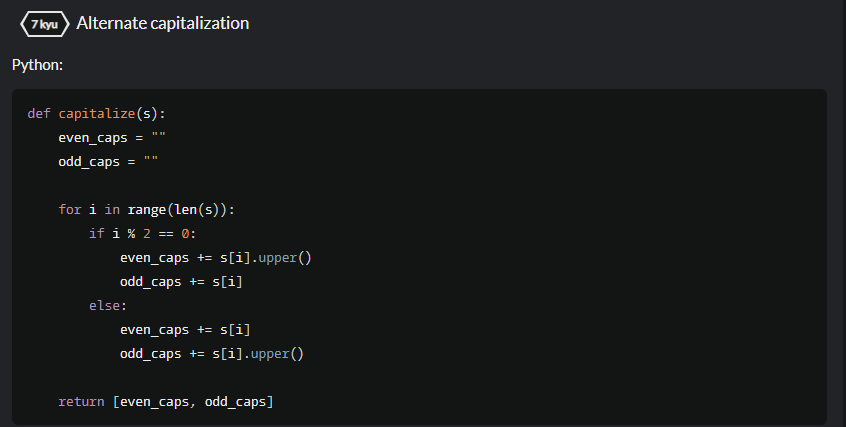 7 kyu Alternate capitalization
Python:
def capitalize(s):
    even_caps = ""
    odd_caps = ""
    for i in range(len(s)):
        if i % 2 == 0:
            even_caps += s[i].upper()
            odd_caps += s[i]
        else:
            even_caps += s[i]
            odd_caps += s[i].upper()
    return [even_caps, odd_caps]